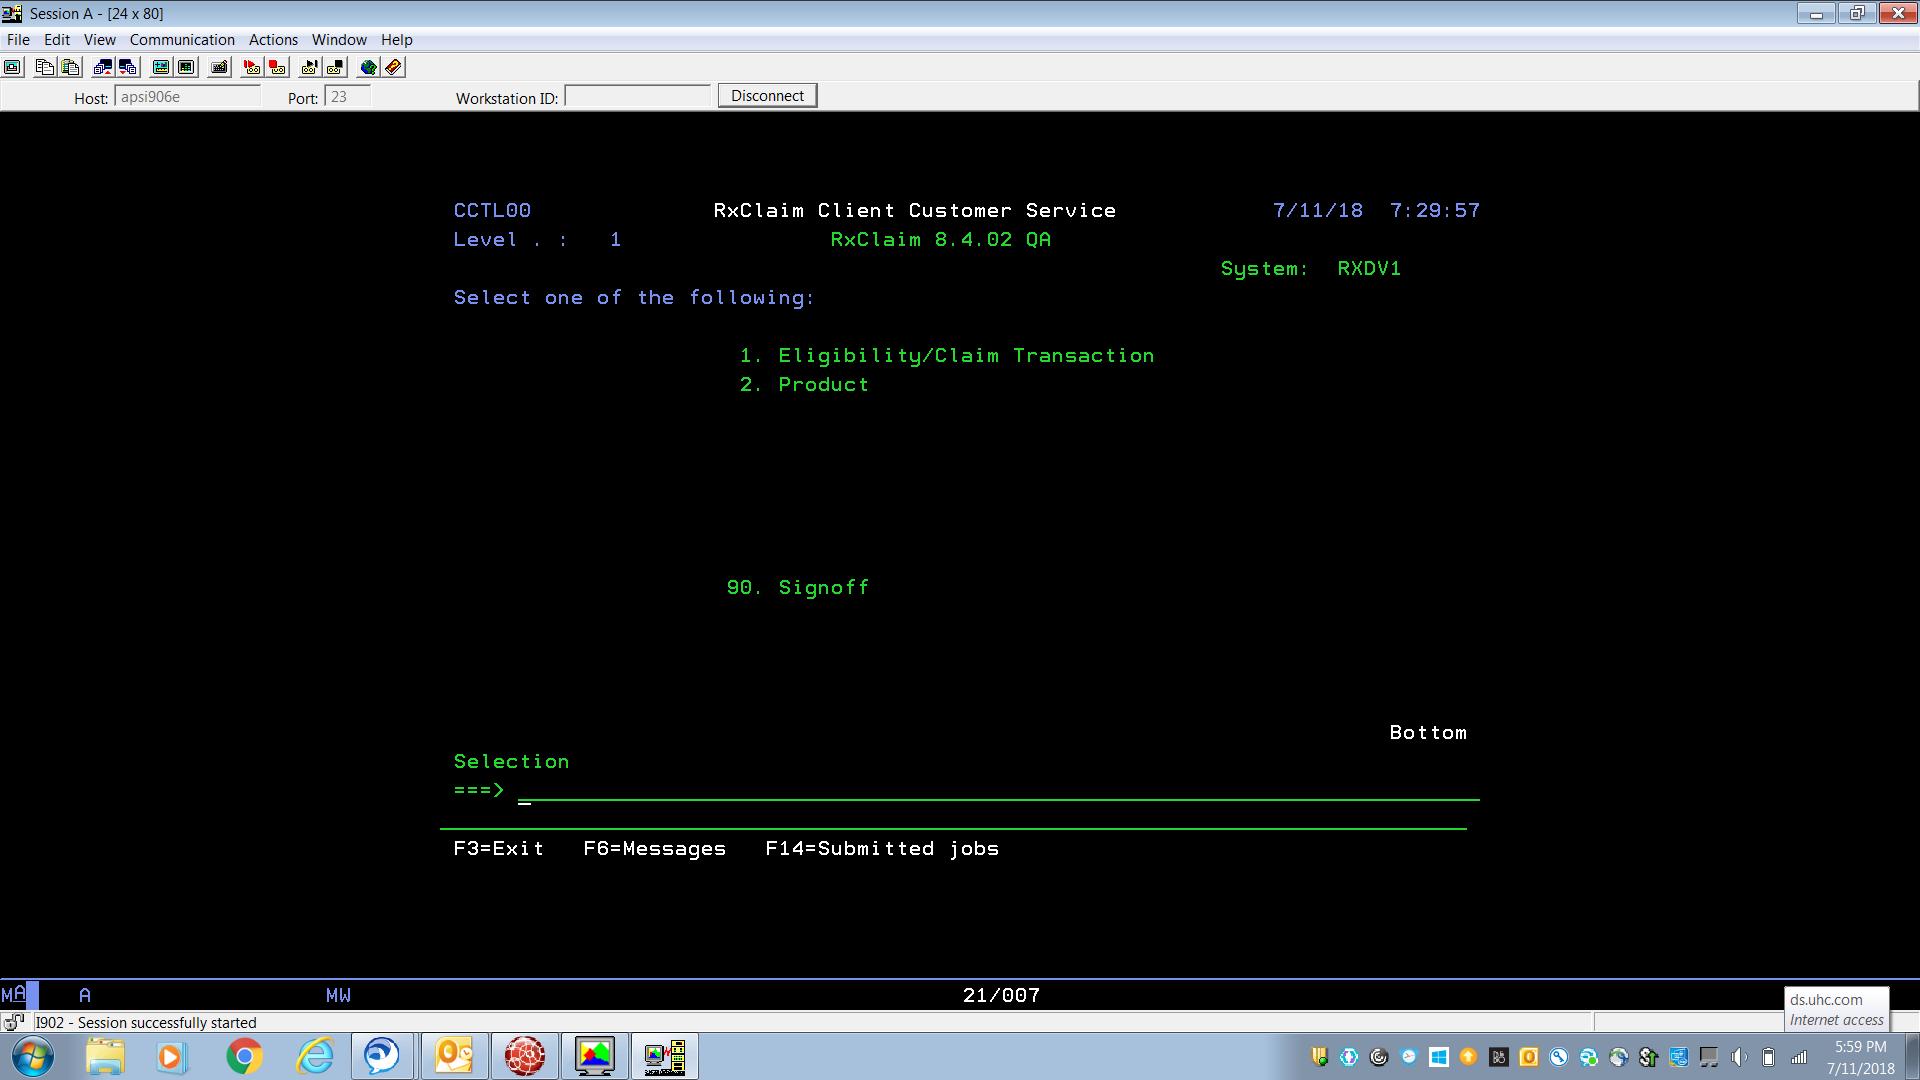 Session A - [24 x 80]
File Edit View Communication Actions Window Help
Host: apsi906e Port: 23 Workstation ID: Disconnect
CCTL00 RxClaim Client Customer Service 7/11/18 7:29:57
Level . : 1 RxClaim 8.4.02 QA
System: RXDV1
Select one of the following:
1. Eligibility/Claim Transaction
2. Product
90. Signoff
Bottom
Selection
===>
F3=Exit F6=Messages F14=Submitted jobs
MA A MW 21/007
I902 - Session successfully started
ds.uhc.com
Internet access
5:59 PM
7/11/2018